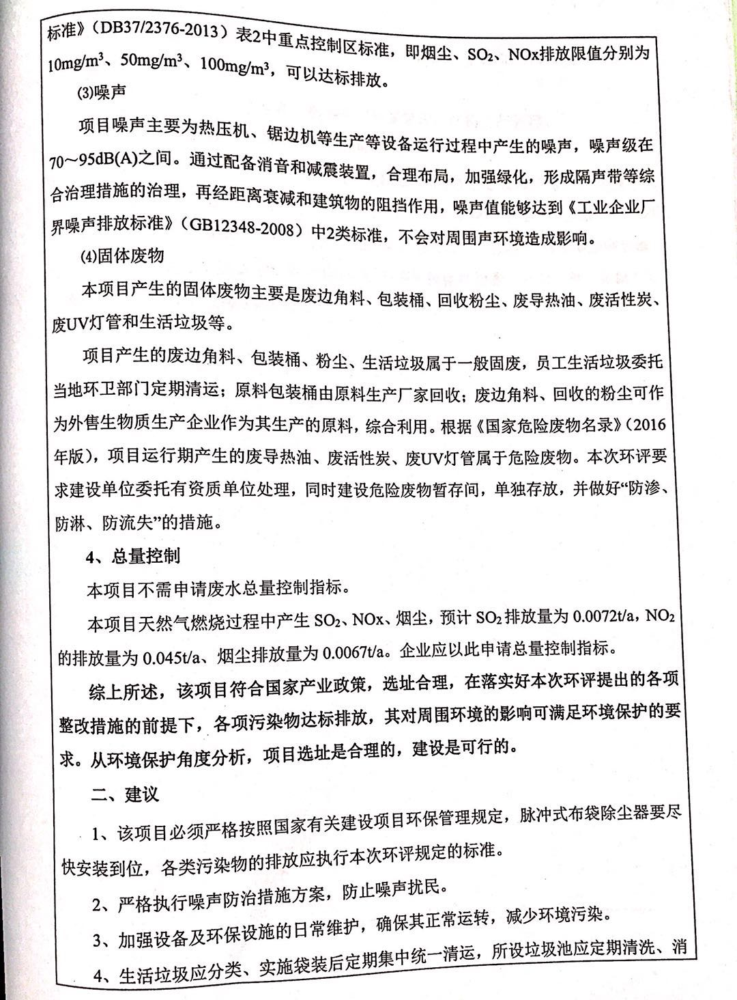 标准》（DB37/2376-2013）表2中重点控制区标准，即烟尘、SO₂、NOx排放限值分别为
10mg/m³、50mg/m³、100mg/m³，可以达标排放。
⑶噪声
项目噪声主要为热压机、锯边机等生产等设备运行过程中产生的噪声，噪声级在
70～95dB(A)之间。通过配备消音和减震装置，合理布局，加强绿化，形成隔声带等综
合治理措施的治理，再经距离衰减和建筑物的阻挡作用，噪声值能够达到《工业企业厂
界噪声排放标准》（GB12348-2008）中2类标准，不会对周围声环境造成影响。
⑷固体废物
本项目产生的固体废物主要是废边角料、包装桶、回收粉尘、废导热油、废活性炭、
废UV灯管和生活垃圾等。
项目产生的废边角料、包装桶、粉尘、生活垃圾属于一般固废，员工生活垃圾委托
当地环卫部门定期清运；原料包装桶由原料生产厂家回收；废边角料、回收的粉尘可作
为外售生物质生产企业作为其生产的原料，综合利用。根据《国家危险废物名录》（2016
年版），项目运行期产生的废导热油、废活性炭、废UV灯管属于危险废物。本次环评要
求建设单位委托有资质单位处理，同时建设危险废物暂存间，单独存放，并做好“防渗、
防淋、防流失”的措施。
4、总量控制
本项目不需申请废水总量控制指标。
本项目天然气燃烧过程中产生 SO₂、NOx、烟尘，预计 SO₂ 排放量为 0.0072t/a，NO₂
的排放量为 0.045t/a、烟尘排放量为 0.0067t/a。企业应以此申请总量控制指标。
综上所述，该项目符合国家产业政策，选址合理，在落实好本次环评提出的各项
整改措施的前提下，各项污染物达标排放，其对周围环境的影响可满足环境保护的要
求。从环境保护角度分析，项目选址是合理的，建设是可行的。
二、建议
1、该项目必须严格按照国家有关建设项目环保管理规定，脉冲式布袋除尘器要尽
快安装到位，各类污染物的排放应执行本次环评规定的标准。
2、严格执行噪声防治措施方案，防止噪声扰民。
3、加强设备及环保设施的日常维护，确保其正常运转，减少环境污染。
4、生活垃圾应分类、实施袋装后定期集中统一清运，所设垃圾池应定期清洗、消